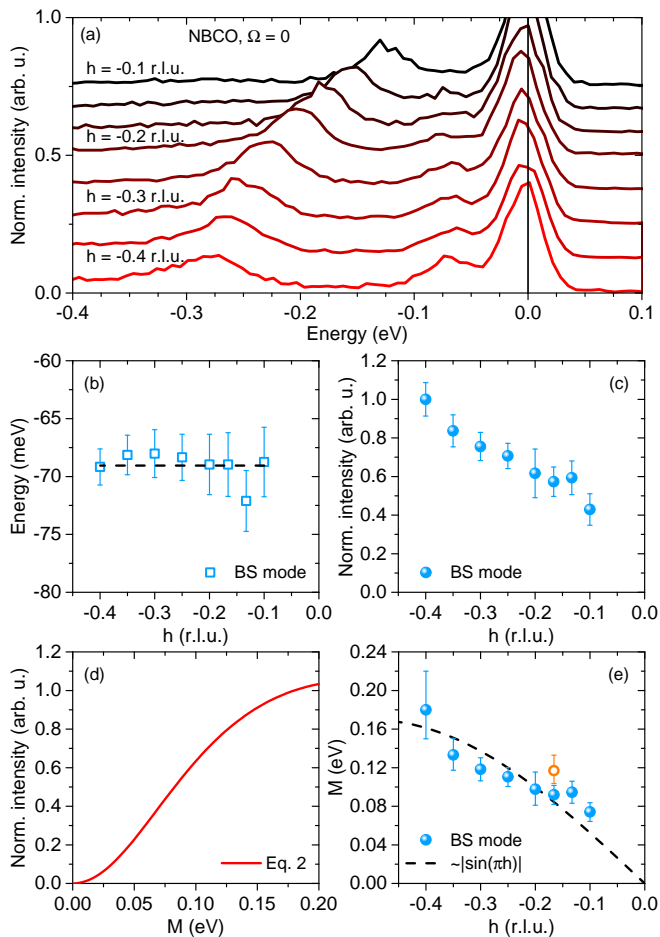 (a)
NBCO, Ω = 0
h = -0.1 r.l.u.
h = -0.2 r.l.u.
h = -0.3 r.l.u.
h = -0.4 r.l.u.
1.0
0.5
0.0
Norm. intensity (arb. u.)
-0.4 -0.3 -0.2 -0.1 0.0 0.1
Energy (eV)
(b)
-60
-65
-70
-75
-80
Energy (meV)
BS mode
-0.4 -0.3 -0.2 -0.1 0.0
h (r.l.u.)
(c)
1.2
1.0
0.8
0.6
0.4
0.2
0.0
Norm. intensity (arb. u.)
BS mode
-0.4 -0.3 -0.2 -0.1 0.0
h (r.l.u.)
(d)
1.2
1.0
0.8
0.6
0.4
0.2
0.0
Norm. intensity (arb. u.)
Eq. 2
0.00 0.05 0.10 0.15 0.20
M (eV)
(e)
0.24
0.20
0.16
0.12
0.08
0.04
0.00
M (eV)
BS mode
~|sin(πh)|
-0.4 -0.3 -0.2 -0.1 0.0
h (r.l.u.)